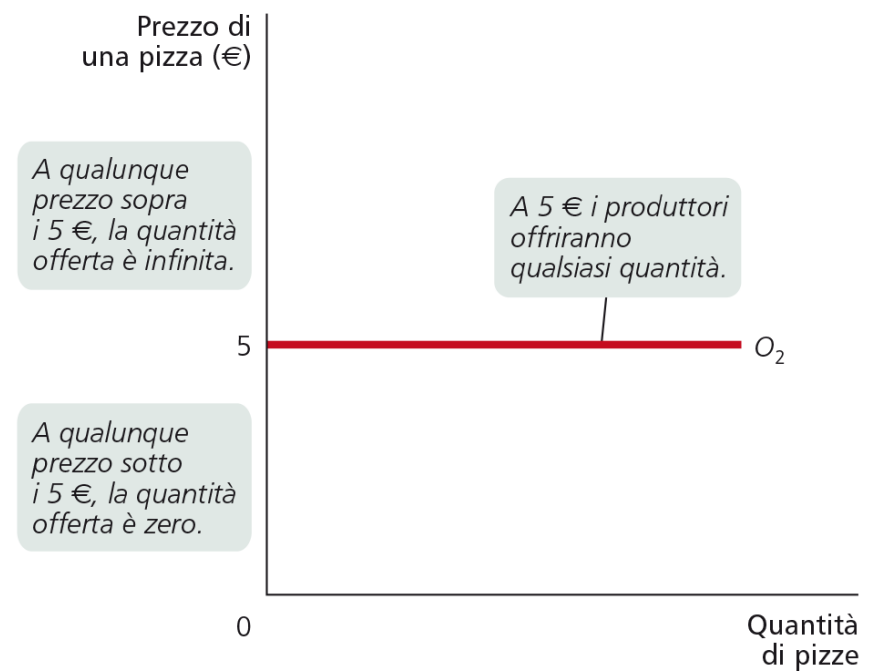 Prezzo di
una pizza (€)
A qualunque
prezzo sopra
i 5 €, la quantità
offerta è infinita.
A 5 € i produttori
offriranno
qualsiasi quantità.
5
O₂
A qualunque
prezzo sotto
i 5 €, la quantità
offerta è zero.
0
Quantità
di pizze